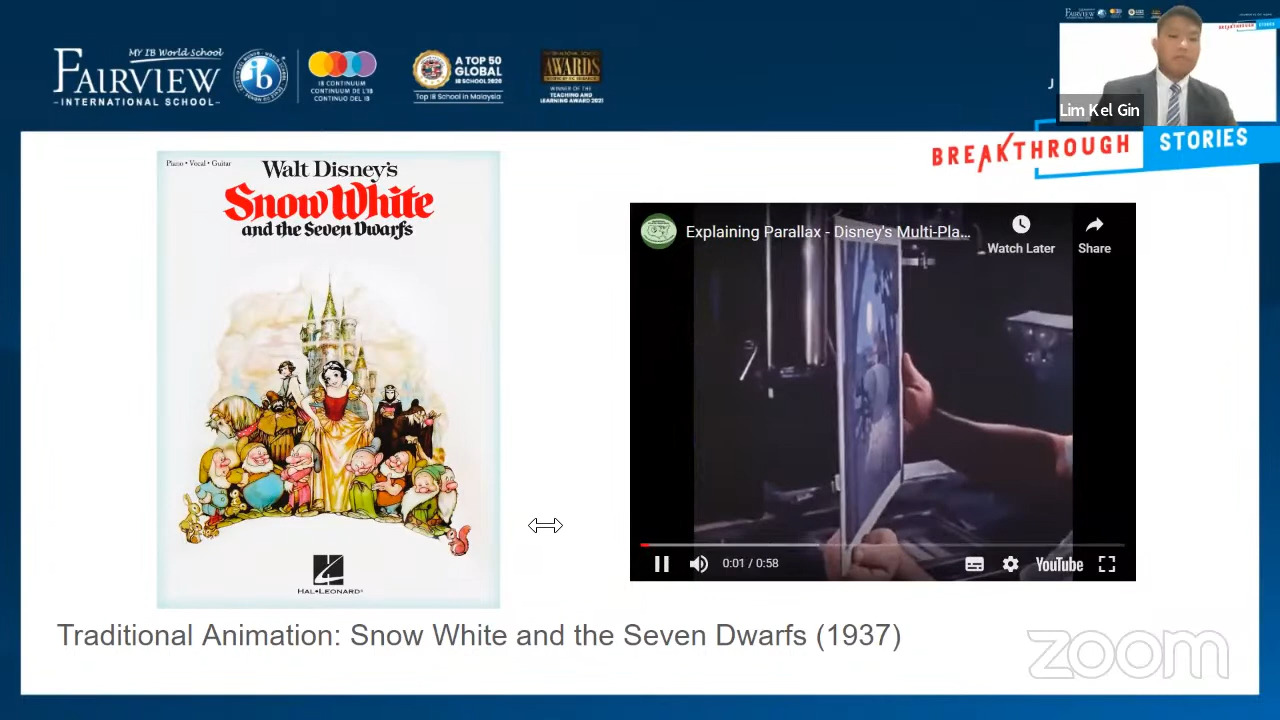 MY IB World School
FAIRVIEW
INTERNATIONAL SCHOOL
ib
IB CONTINUUM
CONTINUUM DE L'IB
CONTINUO DEL IB
A TOP 50
GLOBAL
IB SCHOOL 2020
Top IB School in Malaysia
AWARDS
WINNER OF THE
TEACHING AND
LEARNING AWARD 2021
FAIRVIEW
J
Lim Kel Gin
BREAKTHROUGH STORIES
Piano • Vocal • Guitar
Walt Disney's
Snow White
and the Seven Dwarfs
HAL•LEONARD®
Explaining Parallax - Disney's Multi-Pla...
Watch Later
Share
0:01 / 0:58
YouTube
Traditional Animation: Snow White and the Seven Dwarfs (1937)
zoom